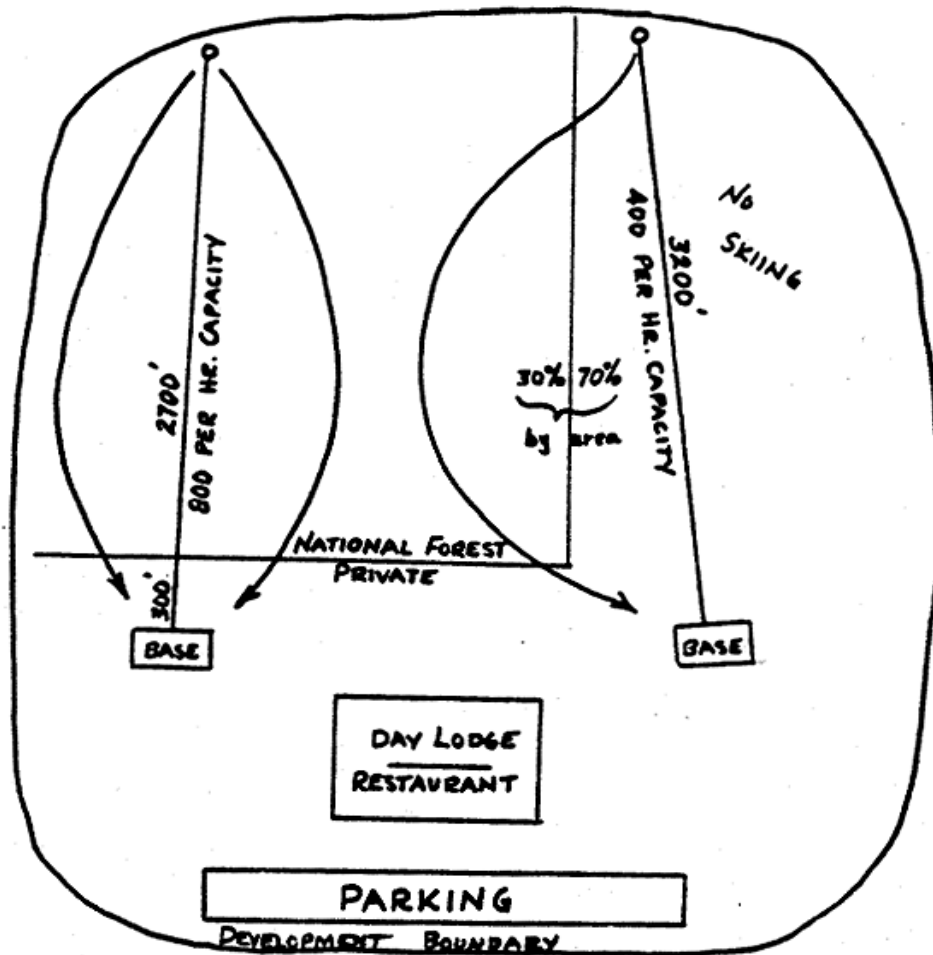 No
SKIING
2700'
800 PER HR. CAPACITY
3200'
400 PER HR. CAPACITY
30% 70%
by area
NATIONAL FOREST
PRIVATE
300'
BASE
BASE
DAY LODGE
RESTAURANT
PARKING
DEVELOPMENT BOUNDARY